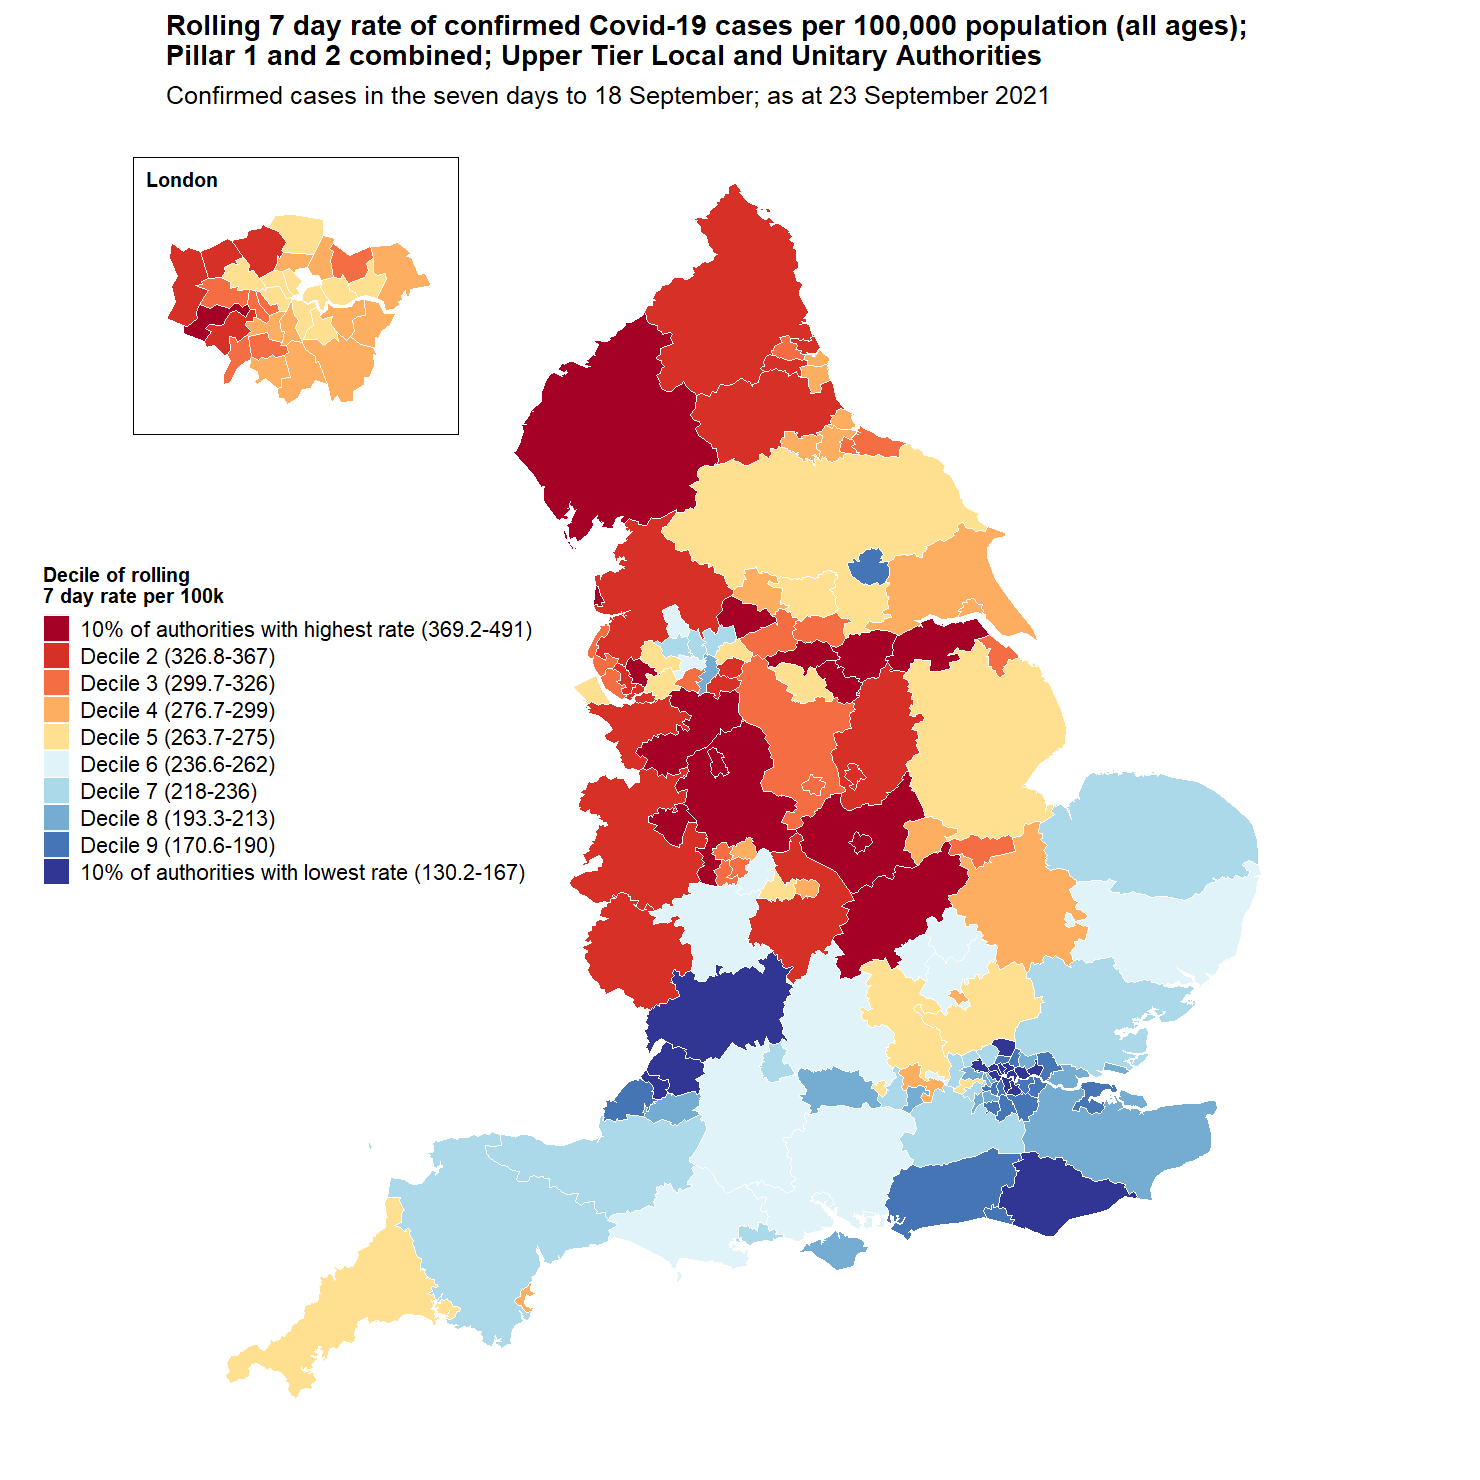 Rolling 7 day rate of confirmed Covid-19 cases per 100,000 population (all ages);
Pillar 1 and 2 combined; Upper Tier Local and Unitary Authorities
Confirmed cases in the seven days to 18 September; as at 23 September 2021
London
Decile of rolling
7 day rate per 100k
10% of authorities with highest rate (369.2-491)
Decile 2 (326.8-367)
Decile 3 (299.7-326)
Decile 4 (276.7-299)
Decile 5 (263.7-275)
Decile 6 (236.6-262)
Decile 7 (218-236)
Decile 8 (193.3-213)
Decile 9 (170.6-190)
10% of authorities with lowest rate (130.2-167)